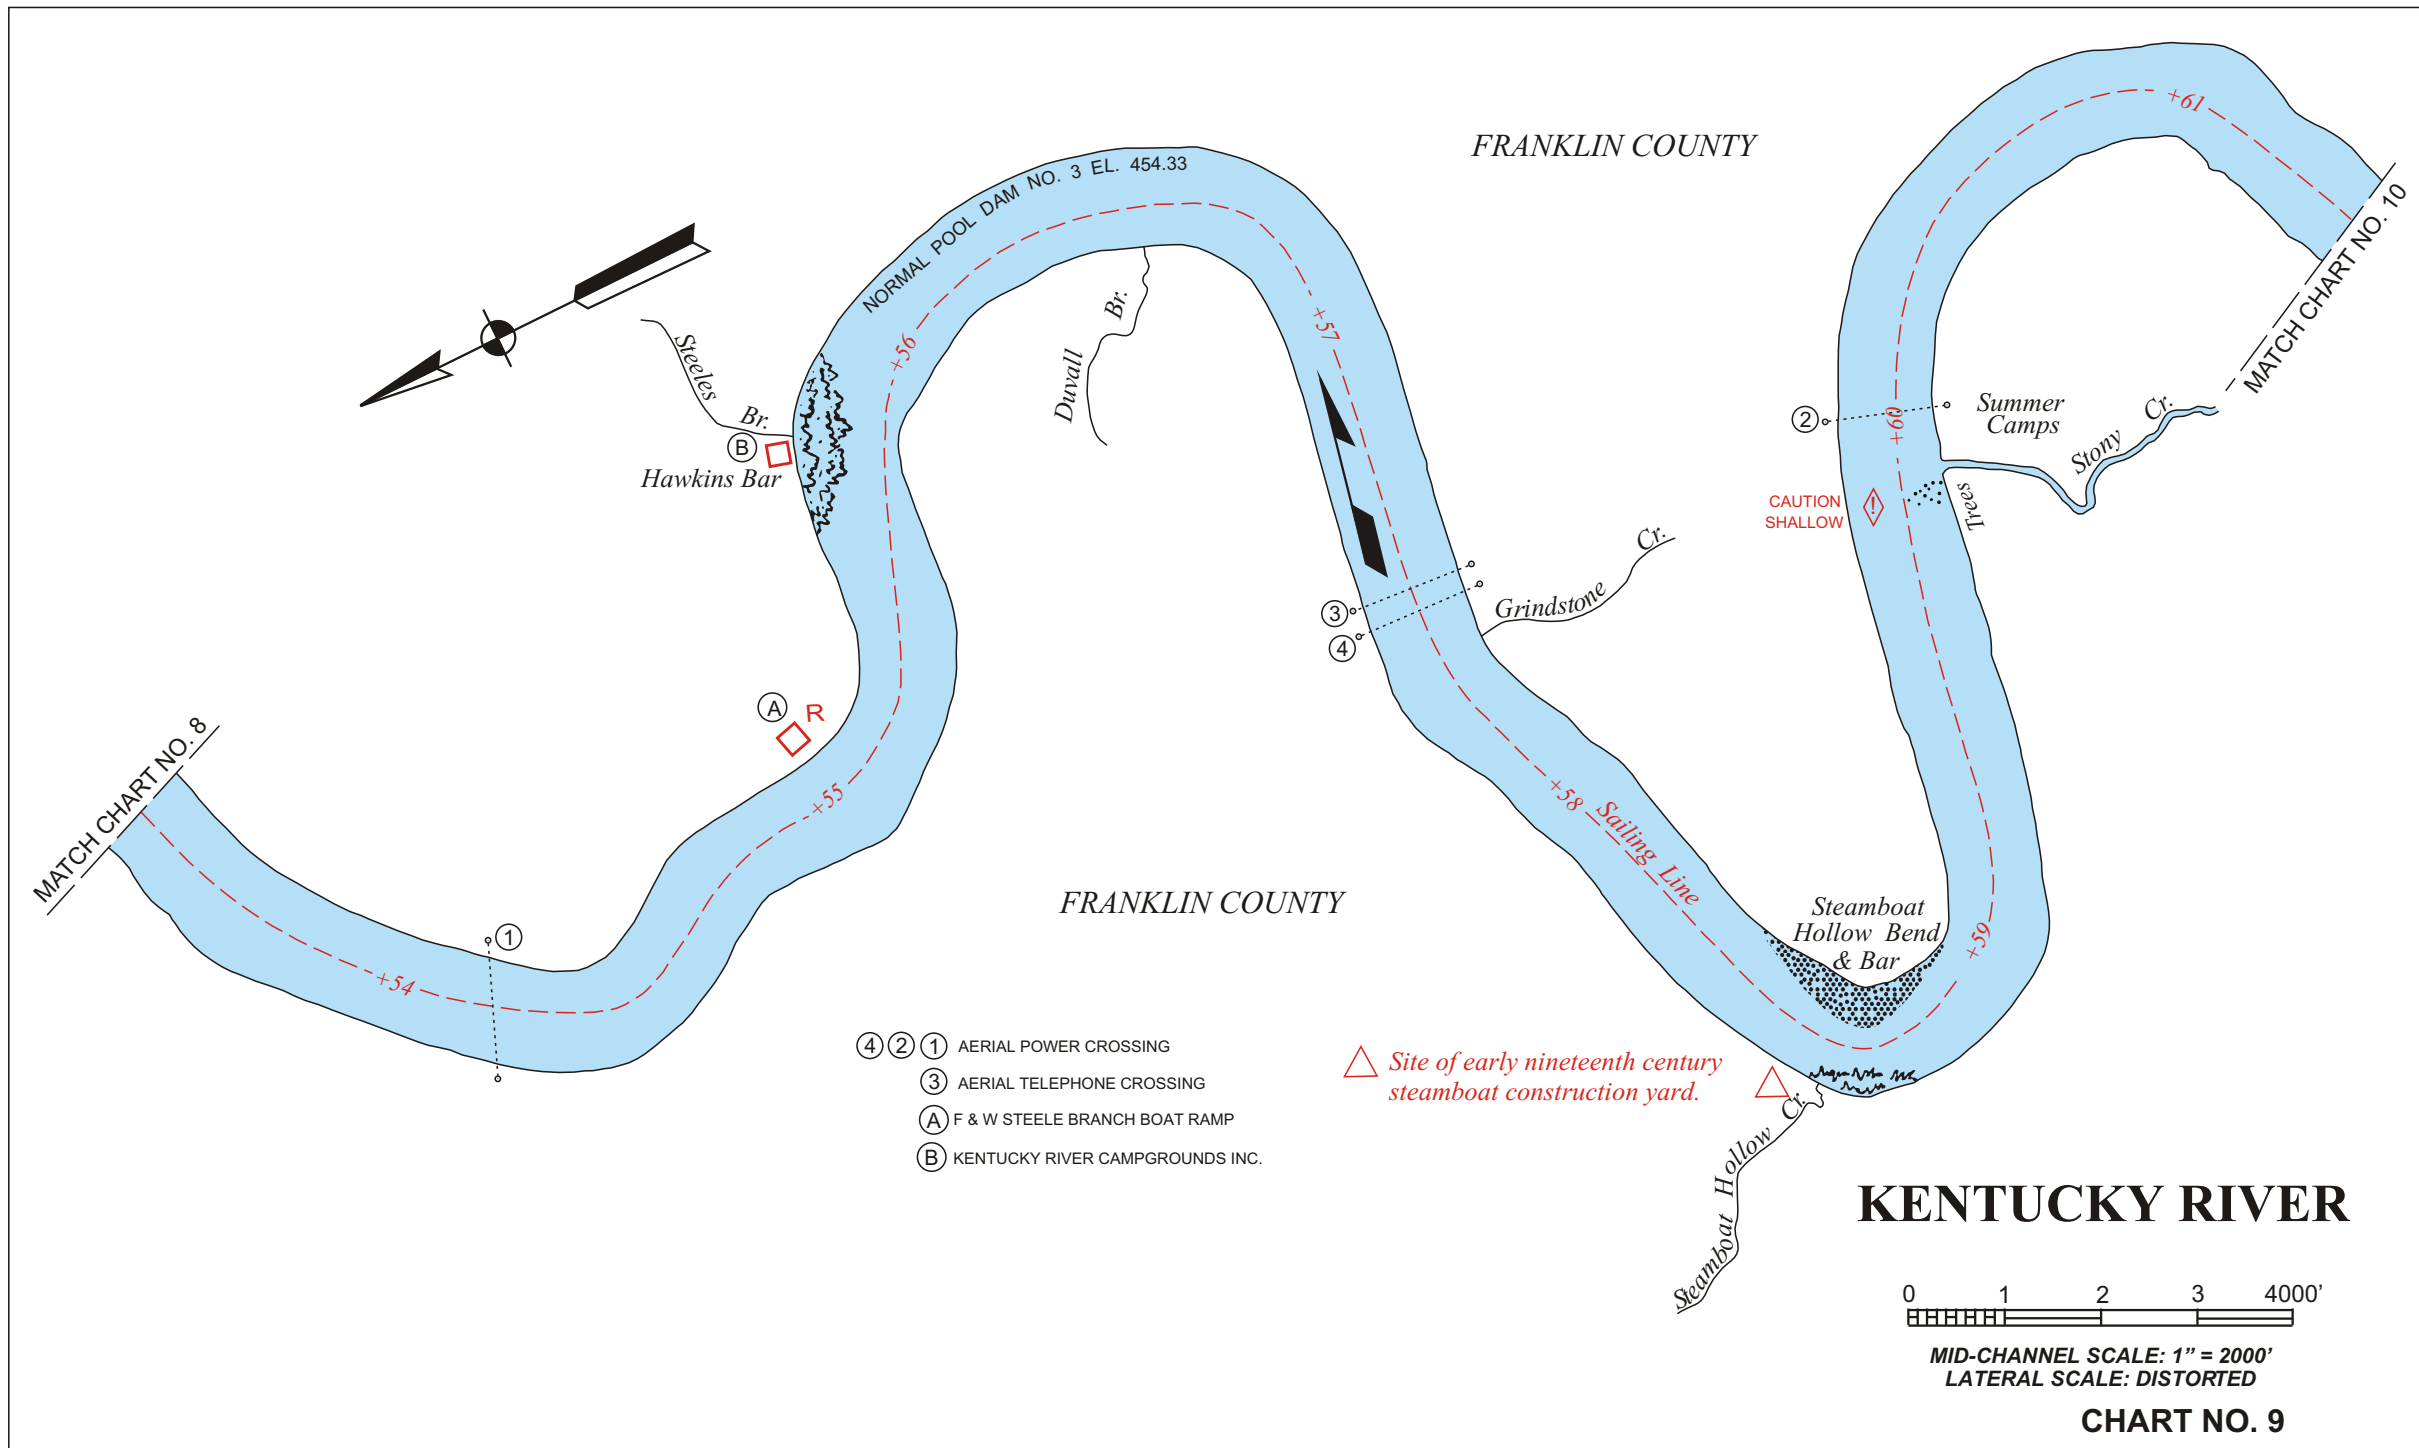 FRANKLIN COUNTY
+61
MATCH CHART NO. 10
NORMAL POOL DAM NO. 3 EL. 454.33
+56
+57
Steeles Br.
B
Hawkins Bar
Duvall Br.
2
+60
Summer
Camps
Stony Cr.
CAUTION
SHALLOW
!
Trees
3
4
Grindstone Cr.
A
R
MATCH CHART NO. 8
+55
+58
Sailing Line
FRANKLIN COUNTY
Steamboat
Hollow Bend
& Bar
+59
1
+54
4 2 1 AERIAL POWER CROSSING
3 AERIAL TELEPHONE CROSSING
A F & W STEELE BRANCH BOAT RAMP
B KENTUCKY RIVER CAMPGROUNDS INC.
Site of early nineteenth century
steamboat construction yard.
Steamboat Hollow Cr.
KENTUCKY RIVER
0 1 2 3 4000'
MID-CHANNEL SCALE: 1" = 2000'
LATERAL SCALE: DISTORTED
CHART NO. 9